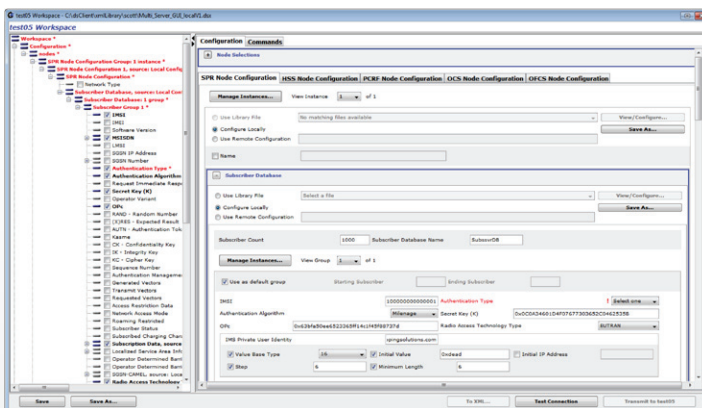 test05 Workspace - C:\dsClient\xml\Library\scott\Multi_Server_GUI_localV1.dsx
test05 Workspace
Workspace *
Configuration *
nodes *
SPR Node Configuration Group: 1 instance *
SPR Node Configuration 1, source: Local Config
SPR Node Configuration *
Network Type
Subscriber Database, source: Local Con
Subscriber Database: 1 group *
Subscriber Group 1 *
IMSI
IMEI
Software Version
MSISDN
LMSI
SGSN IP Address
SGSN Number
Authentication Type *
Authentication Algorithm
Request Immediate Resp
Secret Key (K)
Operator Variant
OPc
RAND - Random Number
(X)RES - Expected Result
AUTN - Authentication Tok
Kasme
CK - Confidentiality Key
IK - Integrity Key
KC - Cipher Key
Sequence Number
Authentication Managemen
Generated Vectors
Transmit Vectors
Requested Vectors
Access Restriction Data
Network Access Mode
Roaming Restricted
Subscriber Status
Subscribed Charging Chara
Subscription Data, source
Localized Service Area Info
Operator Determined Barri
Operator Determined Barri
SGSN-CAMEL, source: Loca
Radio Access Technology
Configuration Commands
Node Selections
SPR Node Configuration HSS Node Configuration PCRF Node Configuration OCS Node Configuration OFCS Node Configuration
Manage Instances... View Instance 1 of 1
Use Library File No matching files available View/Configure...
Configure Locally Save As...
Use Remote Configuration
Name
Subscriber Database
Use Library File Select a File View/Configure...
Configure Locally Save As...
Use Remote Configuration
Subscriber Count 1000 Subscriber Database Name SubscrDB
Manage Instances... View Group 1 of 1
Use as default group Starting Subscriber Ending Subscriber
IMSI Authentication Type ! Select one
Authentication Algorithm Milenage Secret Key (K)
OPc Radio Access Technology Type EUTRAN
IMS Private User Identity
Value Base Type Initial Value Indeed Initial IP Address
Step 6 Minimum Length 6
Save Save As... To XML... Test Connection Transmit to test05